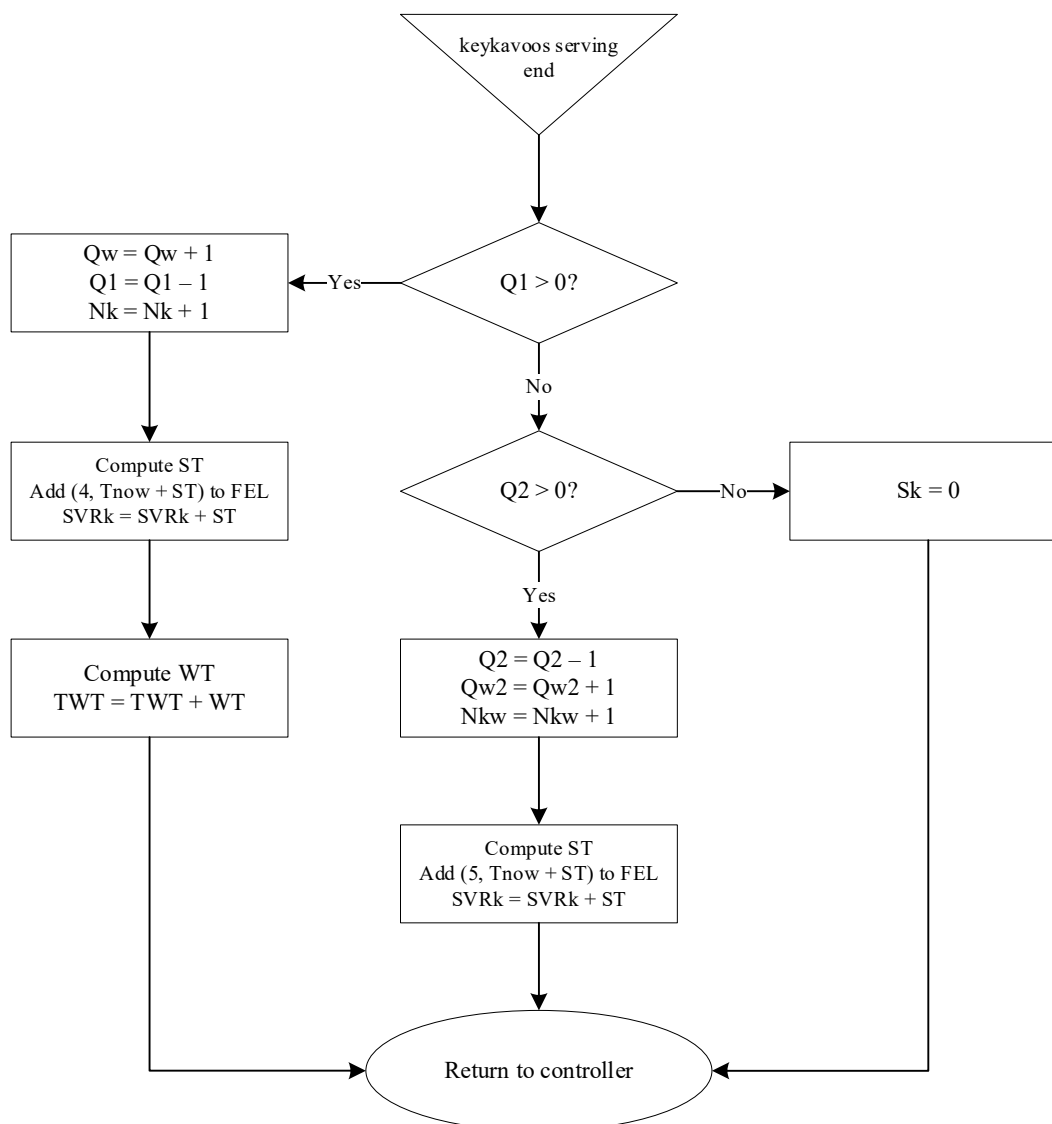 keykavoos serving
end
Q1 > 0?
Yes
Qw = Qw + 1
Q1 = Q1 – 1
Nk = Nk + 1
No
Compute ST
Add (4, Tnow + ST) to FEL
SVRk = SVRk + ST
Q2 > 0?
No
Sk = 0
Yes
Compute WT
TWT = TWT + WT
Q2 = Q2 – 1
Qw2 = Qw2 + 1
Nkw = Nkw + 1
Compute ST
Add (5, Tnow + ST) to FEL
SVRk = SVRk + ST
Return to controller